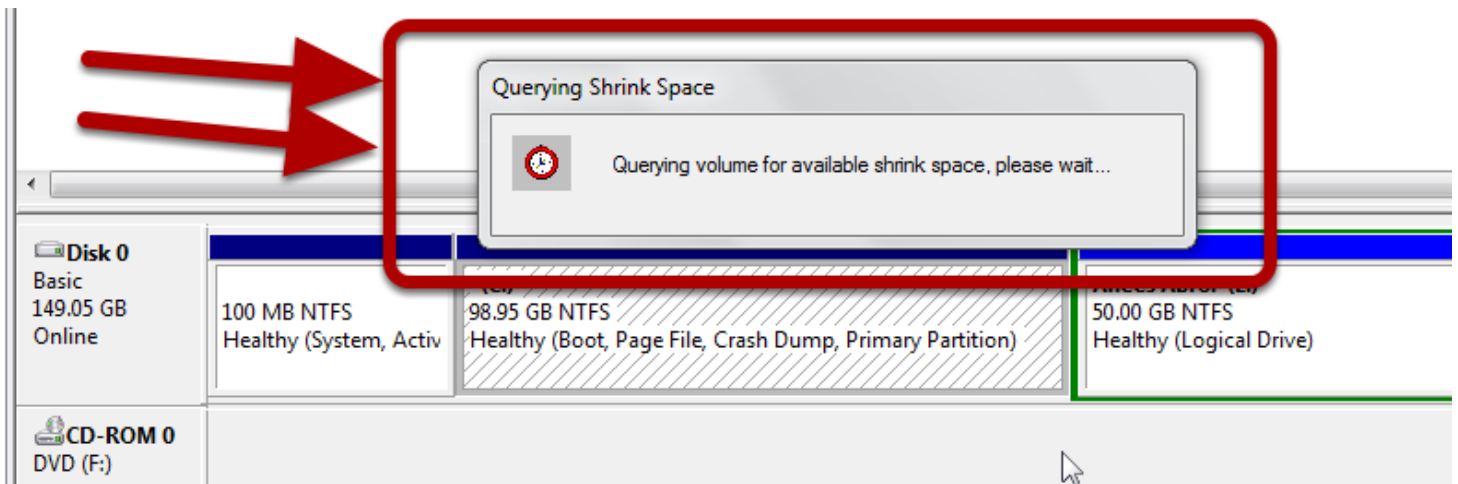 Querying Shrink Space
Querying volume for available shrink space, please wait...
Disk 0
Basic
149.05 GB
Online
100 MB NTFS
Healthy (System, Activ
(C:)
98.95 GB NTFS
Healthy (Boot, Page File, Crash Dump, Primary Partition)
50.00 GB NTFS
Healthy (Logical Drive)
CD-ROM 0
DVD (F:)